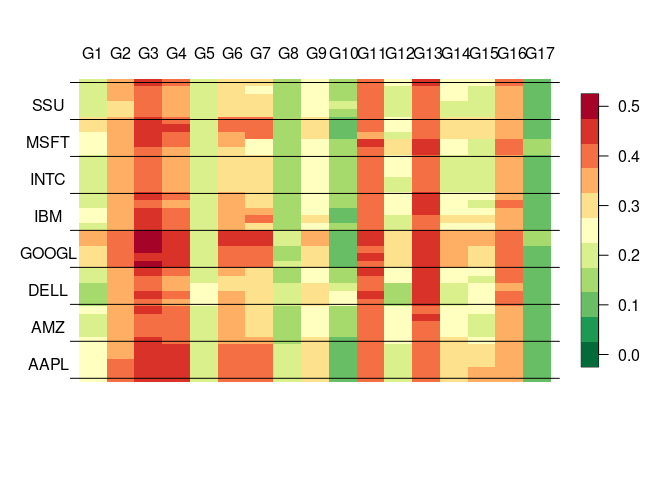 G1 G2 G3 G4 G5 G6 G7 G8 G9 G10 G11 G12 G13 G14 G15 G16 G17
SSU
MSFT
INTC
IBM
GOOGL
DELL
AMZ
AAPL
0.5
0.4
0.3
0.2
0.1
0.0